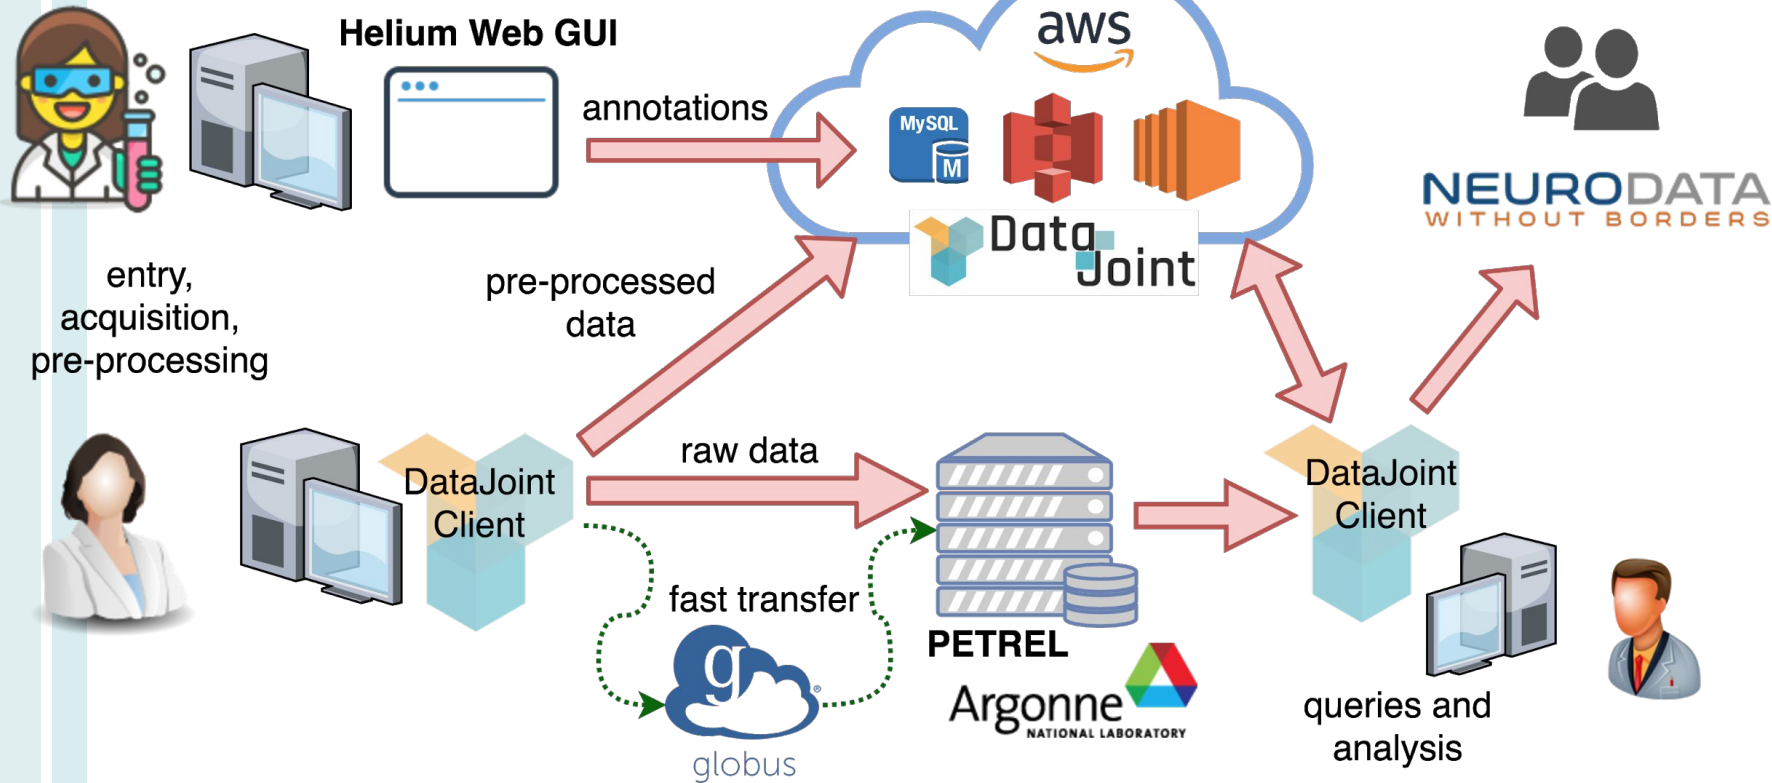 Helium Web GUI
annotations
aws
MySQL
M
Data
Joint
NEURODATA
WITHOUT BORDERS
entry,
acquisition,
pre-processing
pre-processed
data
DataJoint
Client
raw data
fast transfer
g
®
globus
PETREL
Argonne
NATIONAL LABORATORY
DataJoint
Client
queries and
analysis